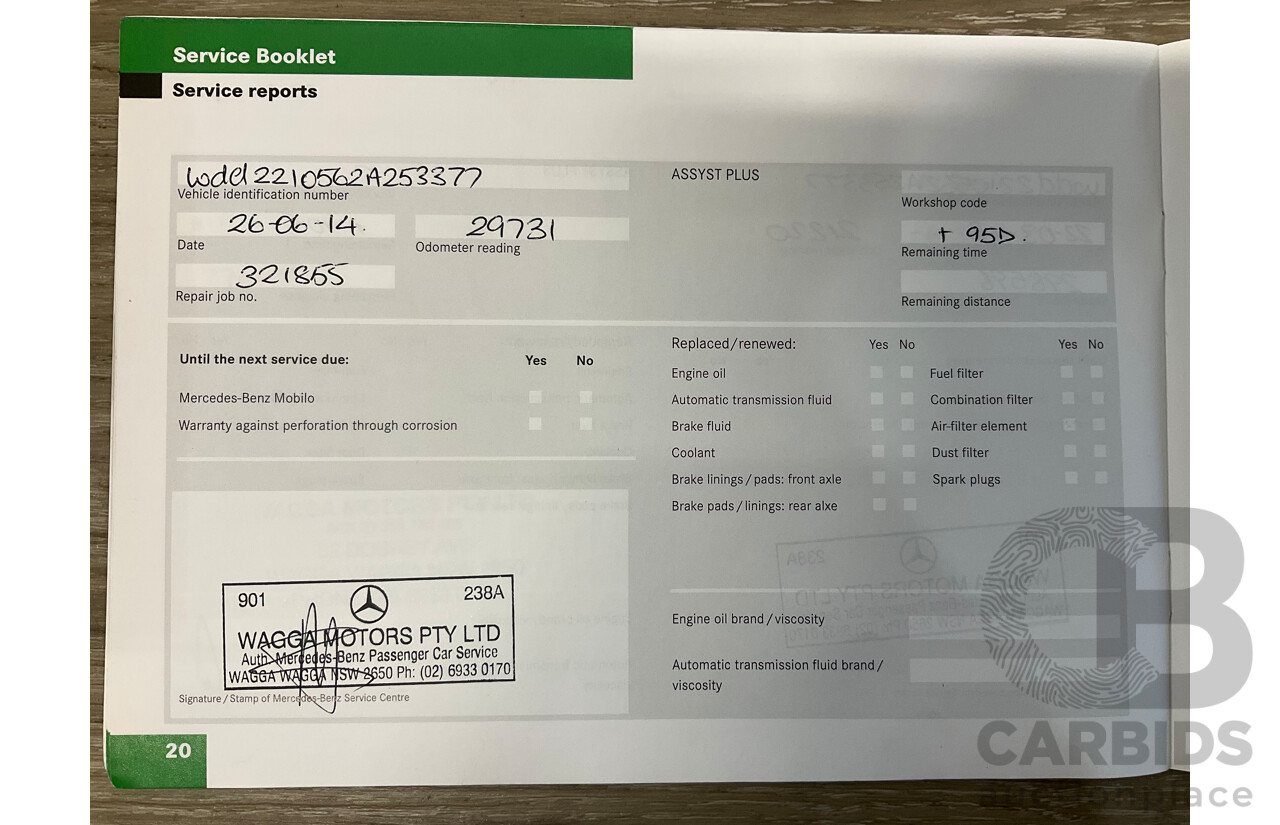 Service Booklet
Service reports
wdd2210562A253377
Vehicle identification number
26-06-14.
Date
29731
Odometer reading
321855
Repair job no.
ASSYST PLUS
Workshop code
+ 95D.
Remaining time
Remaining distance
Until the next service due: Yes No
Mercedes-Benz Mobilo
Warranty against perforation through corrosion
Replaced/renewed: Yes No Yes No
Engine oil Fuel filter
Automatic transmission fluid Combination filter
Brake fluid Air-filter element
Coolant Dust filter
Brake linings/pads: front axle Spark plugs
Brake pads/linings: rear alxe
Engine oil brand/viscosity
Automatic transmission fluid brand/
viscosity
901 238A
WAGGA MOTORS PTY LTD
Auth Mercedes-Benz Passenger Car Service
WAGGA WAGGA NSW 2650 Ph: (02) 6933 0170
Signature/Stamp of Mercedes-Benz Service Centre
20
CB
CARBIDS
auctionplace